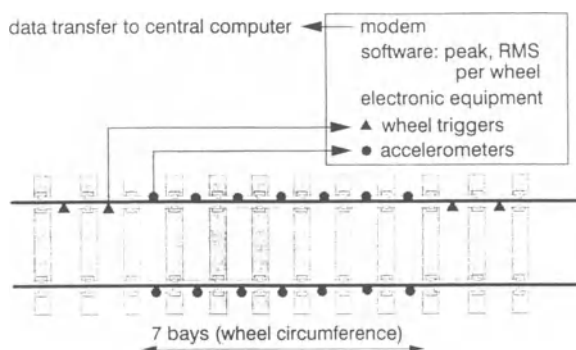 data transfer to central computer
modem
software: peak, RMS
per wheel
electronic equipment
wheel triggers
accelerometers
7 bays (wheel circumference)